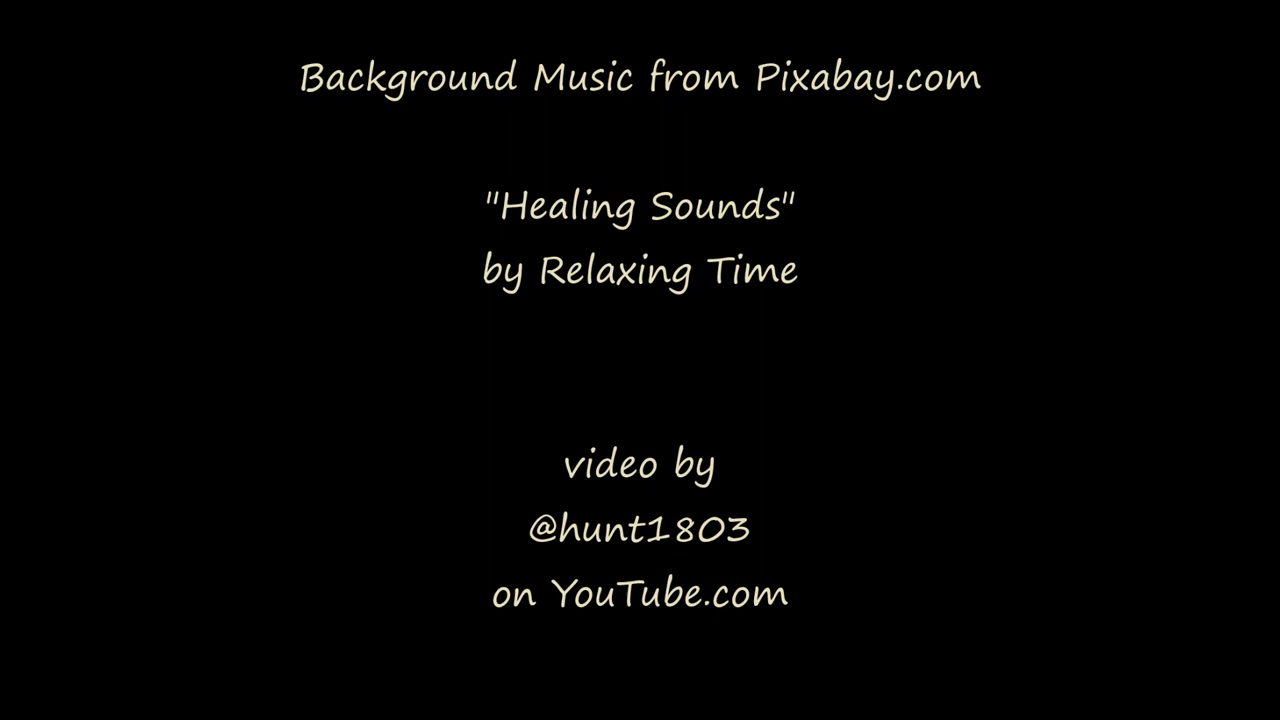 Background Music from Pixabay.com
"Healing Sounds"
by Relaxing Time
video by
@hunt1803
on YouTube.com